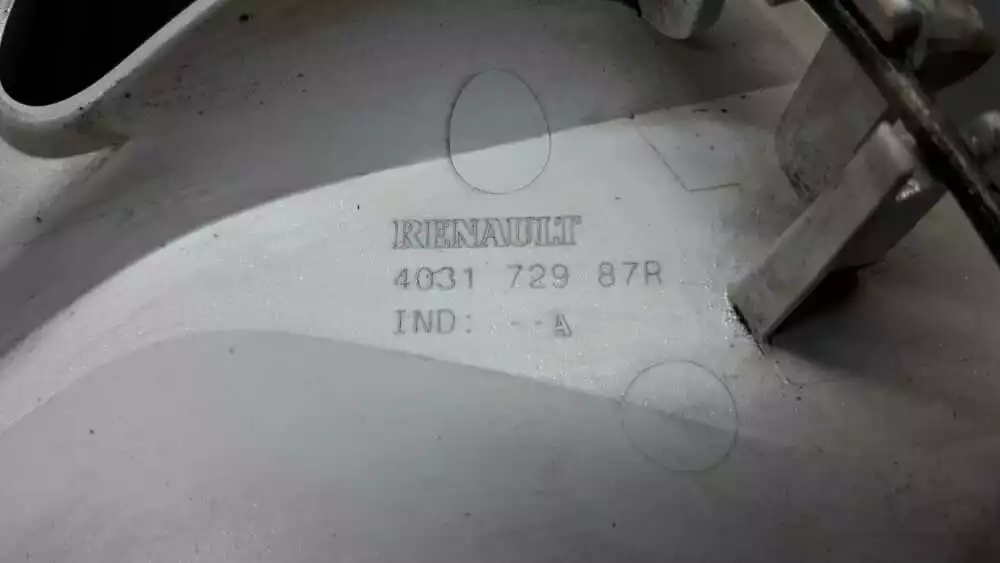 RENAULT
4031 729 87R
IND: --A